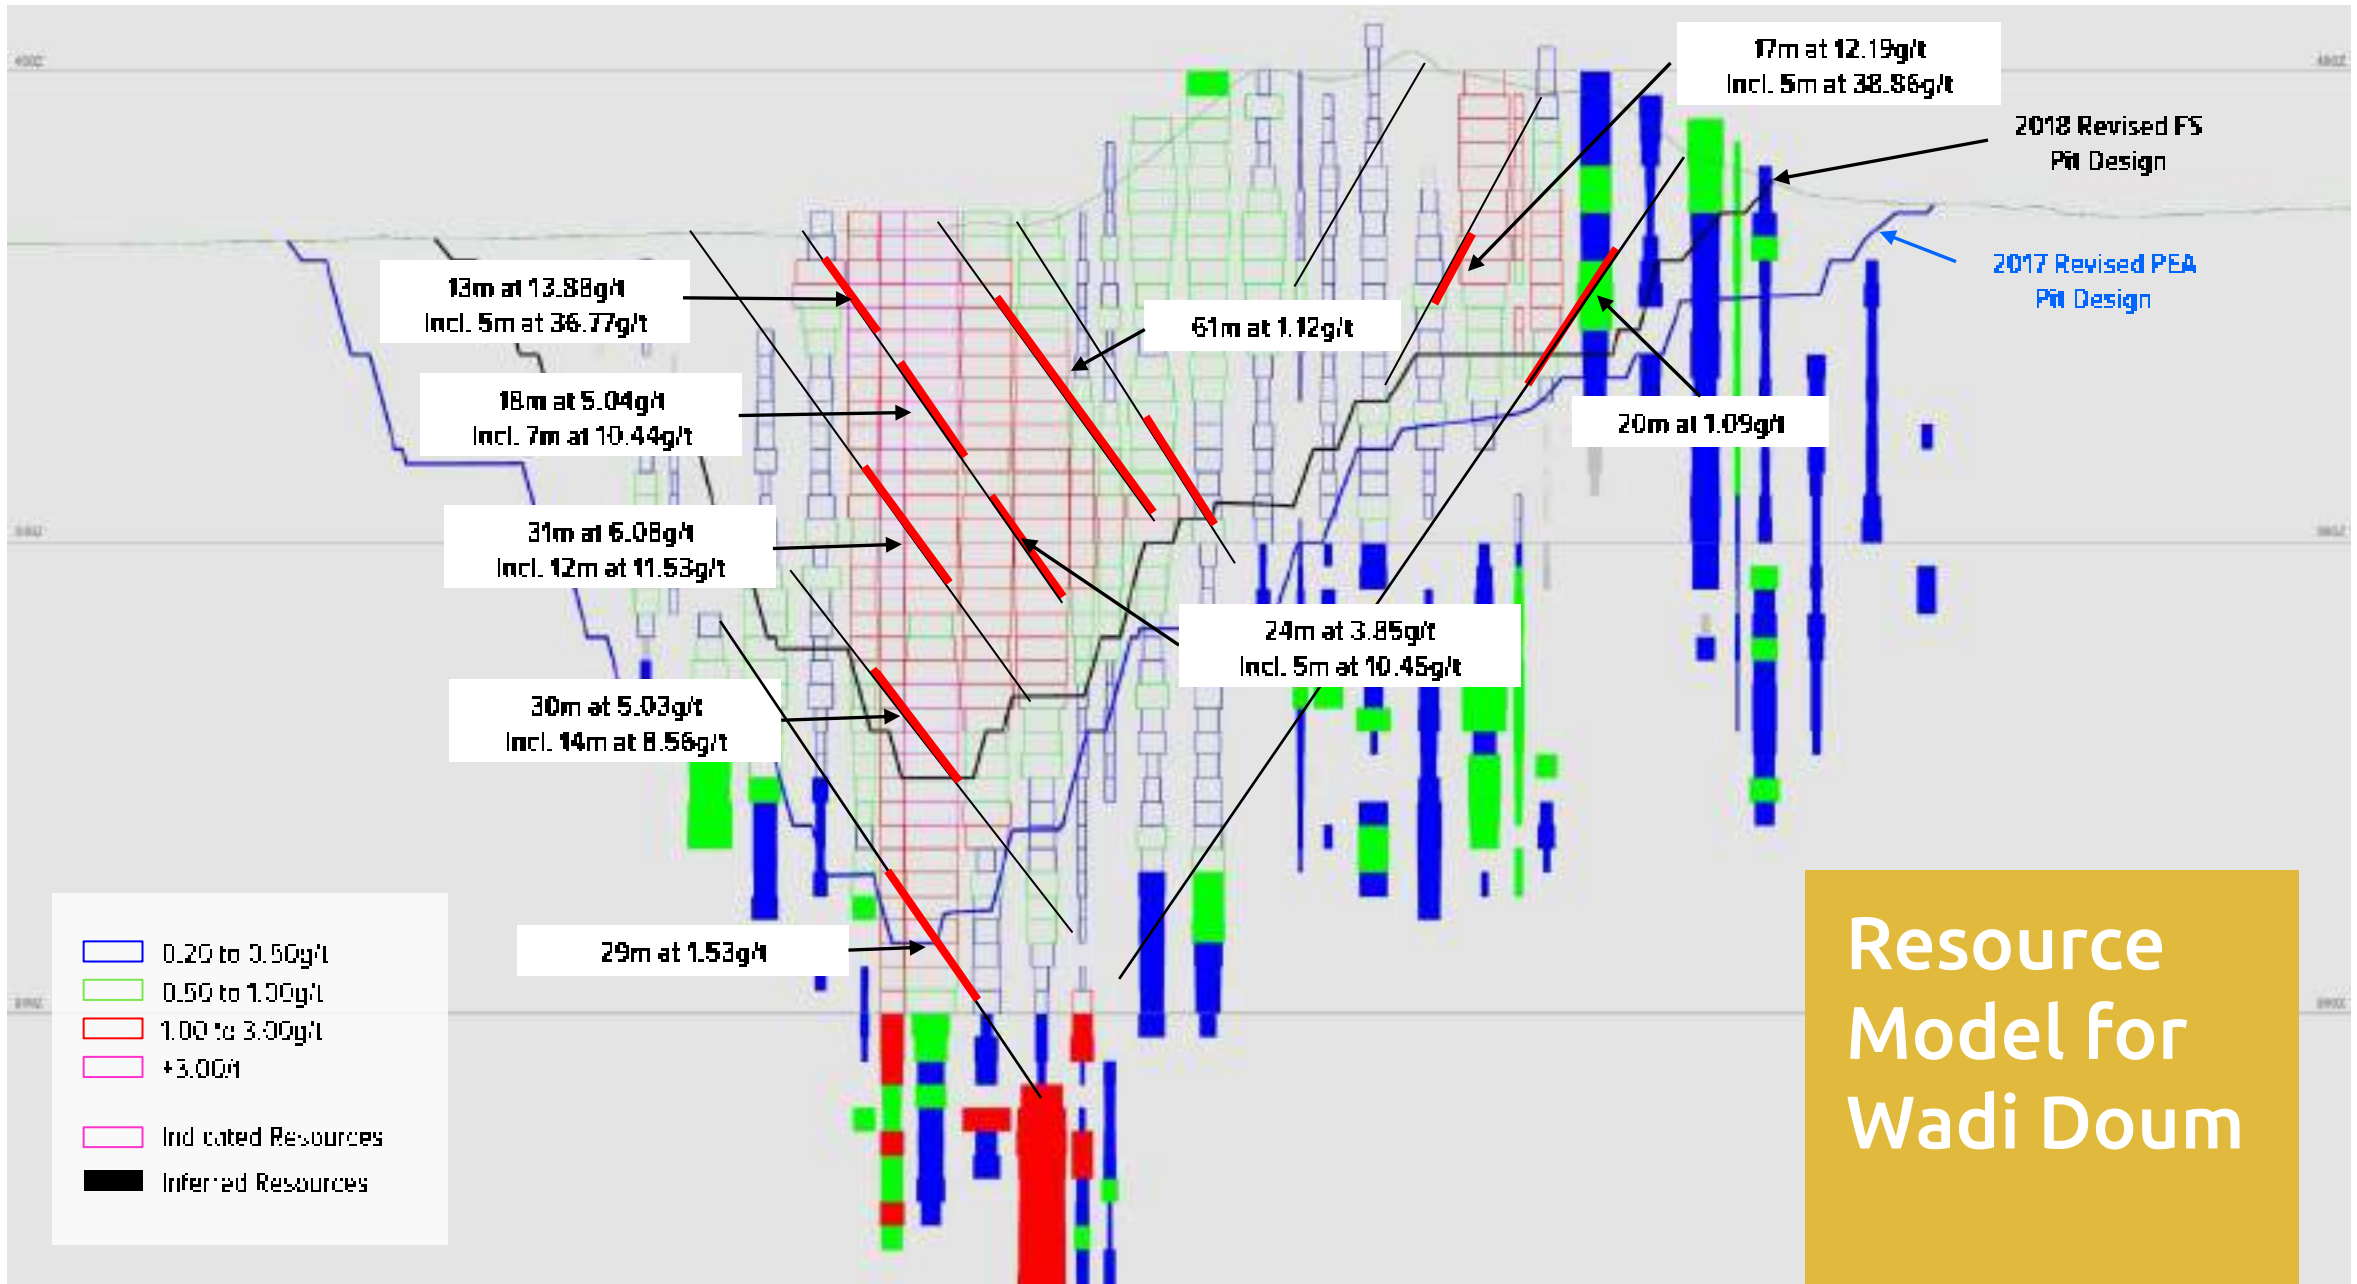 17m at 12.19g/t
Incl. 5m at 38.86g/t
2018 Revised FS
Pit Design
2017 Revised PEA
Pit Design
13m at 13.88g/t
Incl. 5m at 36.77g/t
61m at 1.12g/t
18m at 5.04g/t
Incl. 7m at 10.44g/t
20m at 1.09g/t
31m at 6.08g/t
Incl. 12m at 11.53g/t
24m at 3.85g/t
Incl. 5m at 10.45g/t
30m at 5.03g/t
Incl. 14m at 8.56g/t
29m at 1.53g/t
0.20 to 0.50g/t
0.50 to 1.00g/t
1.00 to 3.00g/t
+3.00/t
Indicated Resources
Inferred Resources
Resource
Model for
Wadi Doum